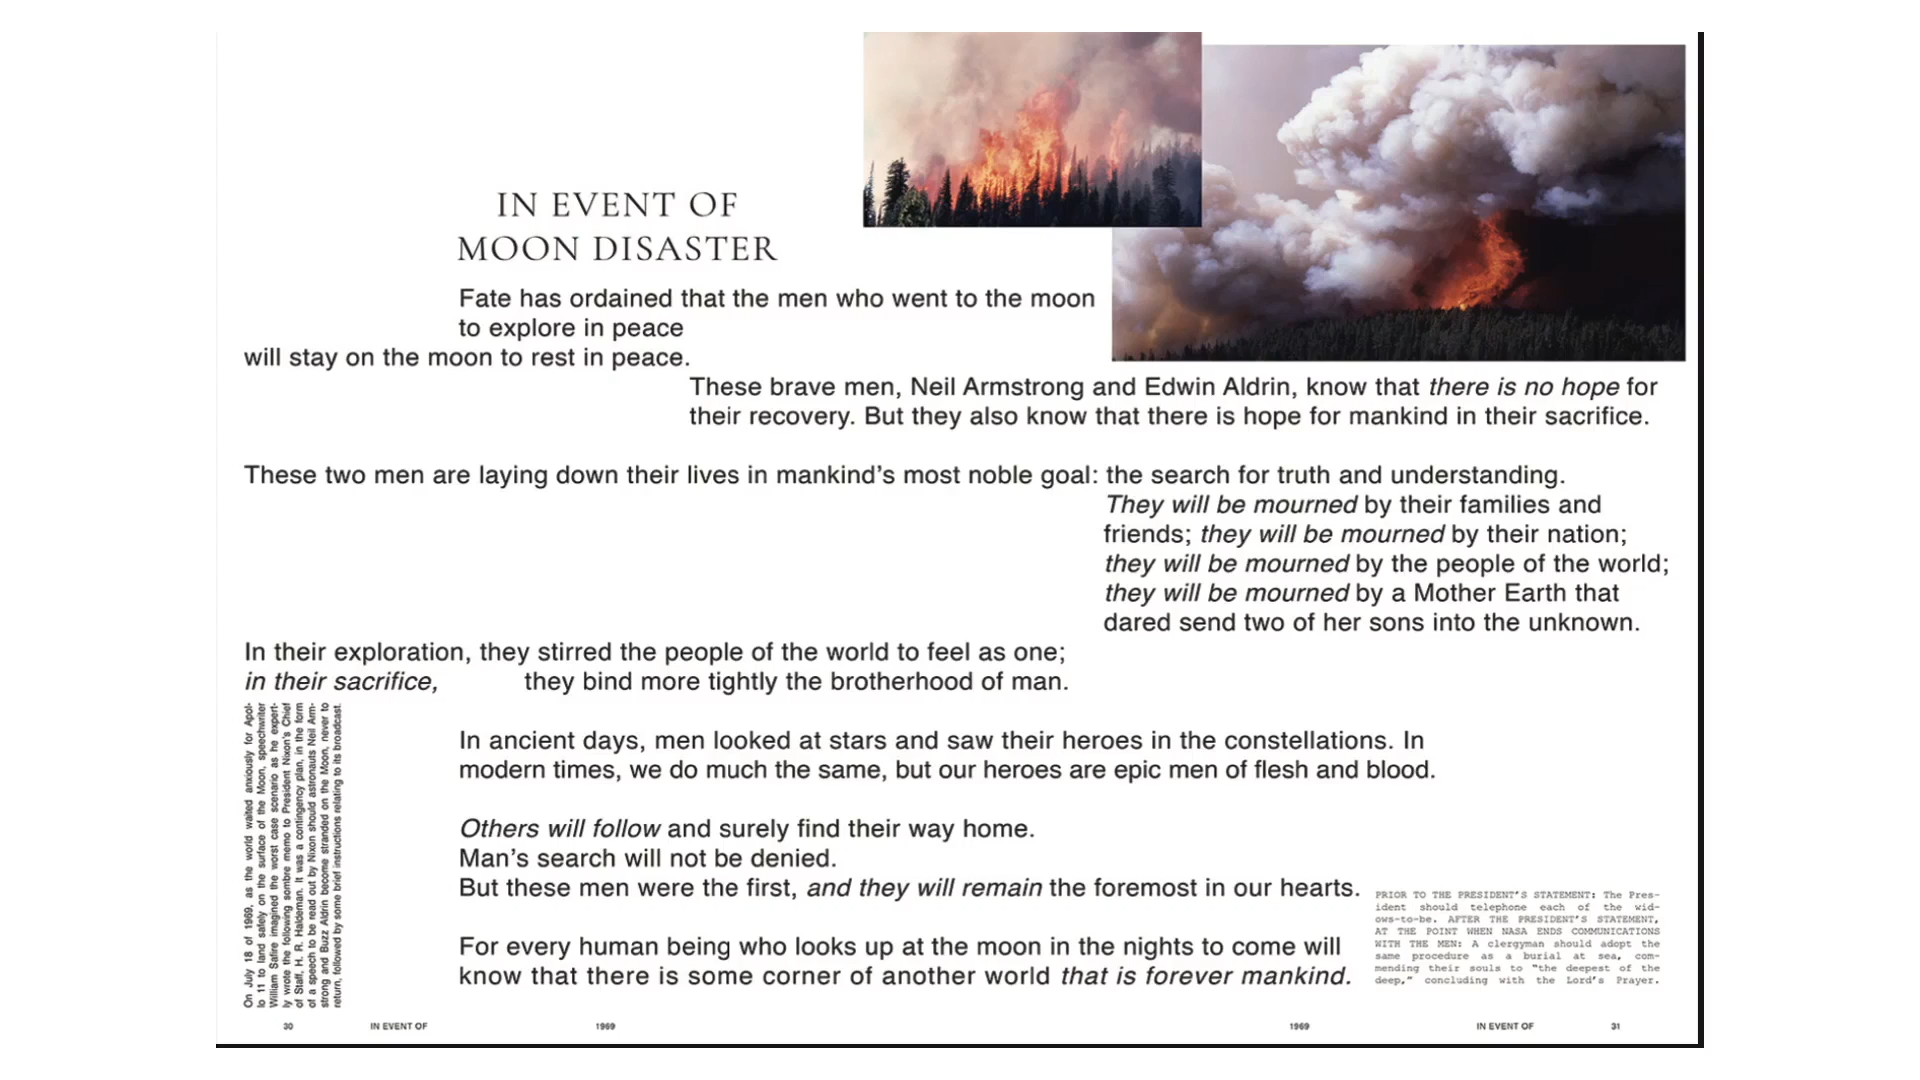 IN EVENT OF
MOON DISASTER
Fate has ordained that the men who went to the moon
to explore in peace
will stay on the moon to rest in peace.
These brave men, Neil Armstrong and Edwin Aldrin, know that there is no hope for
their recovery. But they also know that there is hope for mankind in their sacrifice.
These two men are laying down their lives in mankind’s most noble goal: the search for truth and understanding.
They will be mourned by their families and
friends; they will be mourned by their nation;
they will be mourned by the people of the world;
they will be mourned by a Mother Earth that
dared send two of her sons into the unknown.
In their exploration, they stirred the people of the world to feel as one;
in their sacrifice, they bind more tightly the brotherhood of man.
In ancient days, men looked at stars and saw their heroes in the constellations. In
modern times, we do much the same, but our heroes are epic men of flesh and blood.
Others will follow and surely find their way home.
Man’s search will not be denied.
But these men were the first, and they will remain the foremost in our hearts.
For every human being who looks up at the moon in the nights to come will
know that there is some corner of another world that is forever mankind.
On July 18 of 1969, as the world waited anxiously for Apol-
lo 11 to land safely on the surface of the Moon, speechwriter
William Safire imagined the worst case scenario as he expert-
ly wrote the following sombre memo to President Nixon’s Chief
of Staff, H. R. Haldeman. It was a contingency plan, in the form
of a speech to be read out by Nixon should astronauts Neil Arm-
strong and Buzz Aldrin become stranded on the Moon, never to
return, followed by some brief instructions relating to its broadcast.
PRIOR TO THE PRESIDENT’S STATEMENT: The Pres-
ident should telephone each of the wid-
ows-to-be. AFTER THE PRESIDENT’S STATEMENT,
AT THE POINT WHEN NASA ENDS COMMUNICATIONS
WITH THE MEN: A clergyman should adopt the
same procedure as a burial at sea, com-
mending their souls to “the deepest of the
deep,” concluding with the Lord’s Prayer.
30 IN EVENT OF 1969 1969 IN EVENT OF 31